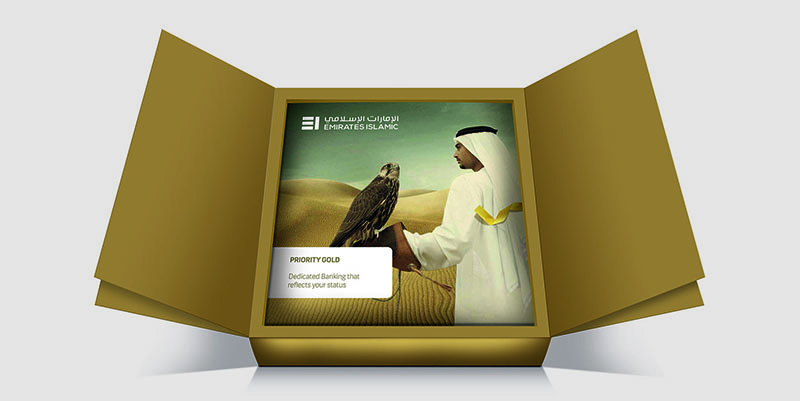 الإمارات الإسلامي
EMIRATES ISLAMIC
PRIORITY GOLD
Dedicated Banking that
reflects your status